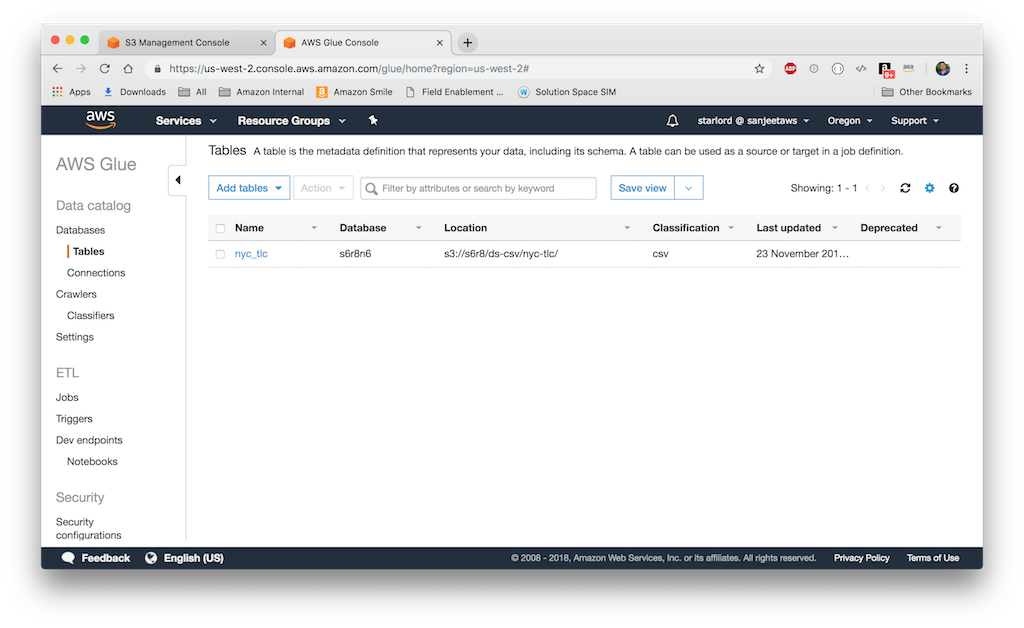 S3 Management Console
AWS Glue Console
https://us-west-2.console.aws.amazon.com/glue/home?region=us-west-2#
ABP
a
g+
aea
Apps Downloads All Amazon Internal a Amazon Smile Field Enablement ... W Solution Space SIM Other Bookmarks
aws Services Resource Groups starlord @ sanjeetaws Oregon Support
AWS Glue
Data catalog
Databases
Tables
Connections
Crawlers
Classifiers
Settings
ETL
Jobs
Triggers
Dev endpoints
Notebooks
Security
Security
configurations
Tables A table is the metadata definition that represents your data, including its schema. A table can be used as a source or target in a job definition.
Add tables Action Filter by attributes or search by keyword Save view Showing: 1 - 1
Name Database Location Classification Last updated Deprecated
nyc_tlc s6r8n6 s3://s6r8/ds-csv/nyc-tlc/ csv 23 November 201...
Feedback English (US) © 2008 - 2018, Amazon Web Services, Inc. or its affiliates. All rights reserved. Privacy Policy Terms of Use